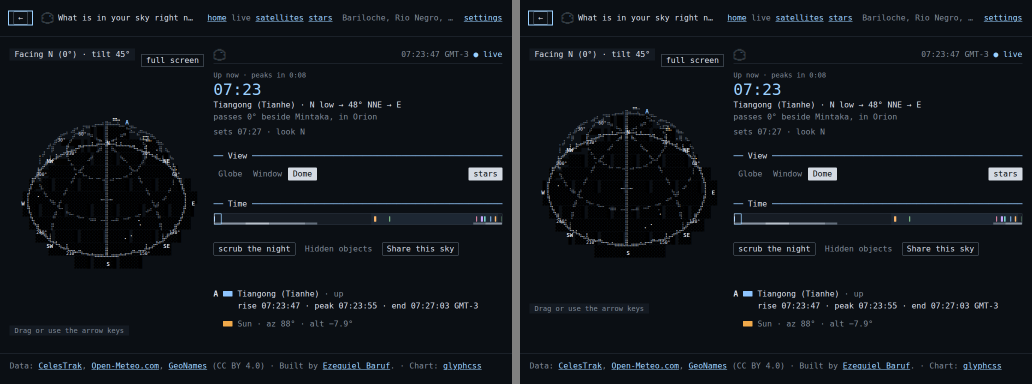 ← What is in your sky right n… home live satellites stars Bariloche, Rio Negro, … settings
Facing N (0°) · tilt 45°
full screen
07:23:47 GMT-3 ● live
Up now · peaks in 0:08
07:23
Tiangong (Tianhe) · N low → 48° NNE → E
passes 0° beside Mintaka, in Orion
sets 07:27 · look N
View
Globe Window Dome stars
Time
scrub the night Hidden objects Share this sky
A
N
NW
NE
W
E
SW
SE
S
A Tiangong (Tianhe) · up
rise 07:23:47 · peak 07:23:55 · end 07:27:03 GMT-3
Sun · az 88° · alt −7.9°
Drag or use the arrow keys
Data: CelesTrak, Open-Meteo.com, GeoNames (CC BY 4.0) · Built by Ezequiel Baruf. · Chart: glyphcss
← What is in your sky right n… home live satellites stars Bariloche, Rio Negro, … settings
Facing N (0°) · tilt 45°
full screen
07:23:47 GMT-3 ● live
Up now · peaks in 0:08
07:23
Tiangong (Tianhe) · N low → 48° NNE → E
passes 0° beside Mintaka, in Orion
sets 07:27 · look N
View
Globe Window Dome stars
Time
scrub the night Hidden objects Share this sky
A
N
NW
NE
W
E
SW
SE
S
A Tiangong (Tianhe) · up
rise 07:23:47 · peak 07:23:55 · end 07:27:03 GMT-3
Sun · az 88° · alt −7.9°
Drag or use the arrow keys
Data: CelesTrak, Open-Meteo.com, GeoNames (CC BY 4.0) · Built by Ezequiel Baruf. · Chart: glyphcss